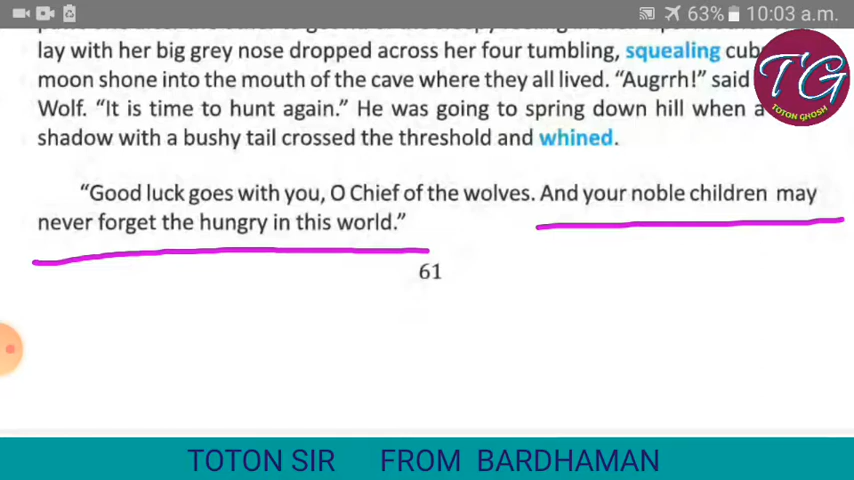 63% 10:03 a.m.
lay with her big grey nose dropped across her four tumbling, squealing cubs
moon shone into the mouth of the cave where they all lived. “Augrrh!” said
Wolf. “It is time to hunt again.” He was going to spring down hill when a
shadow with a bushy tail crossed the threshold and whined.
“Good luck goes with you, O Chief of the wolves. And your noble children may
never forget the hungry in this world.”
61
TG
TOTON GHOSH
TOTON SIR FROM BARDHAMAN